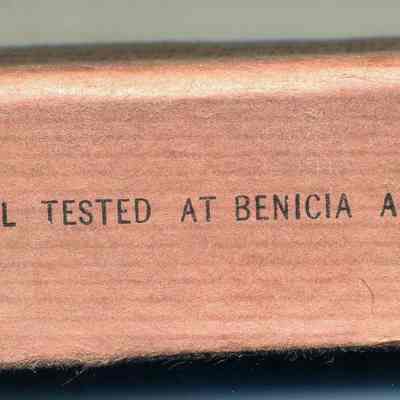 L TESTED AT BENICIA A